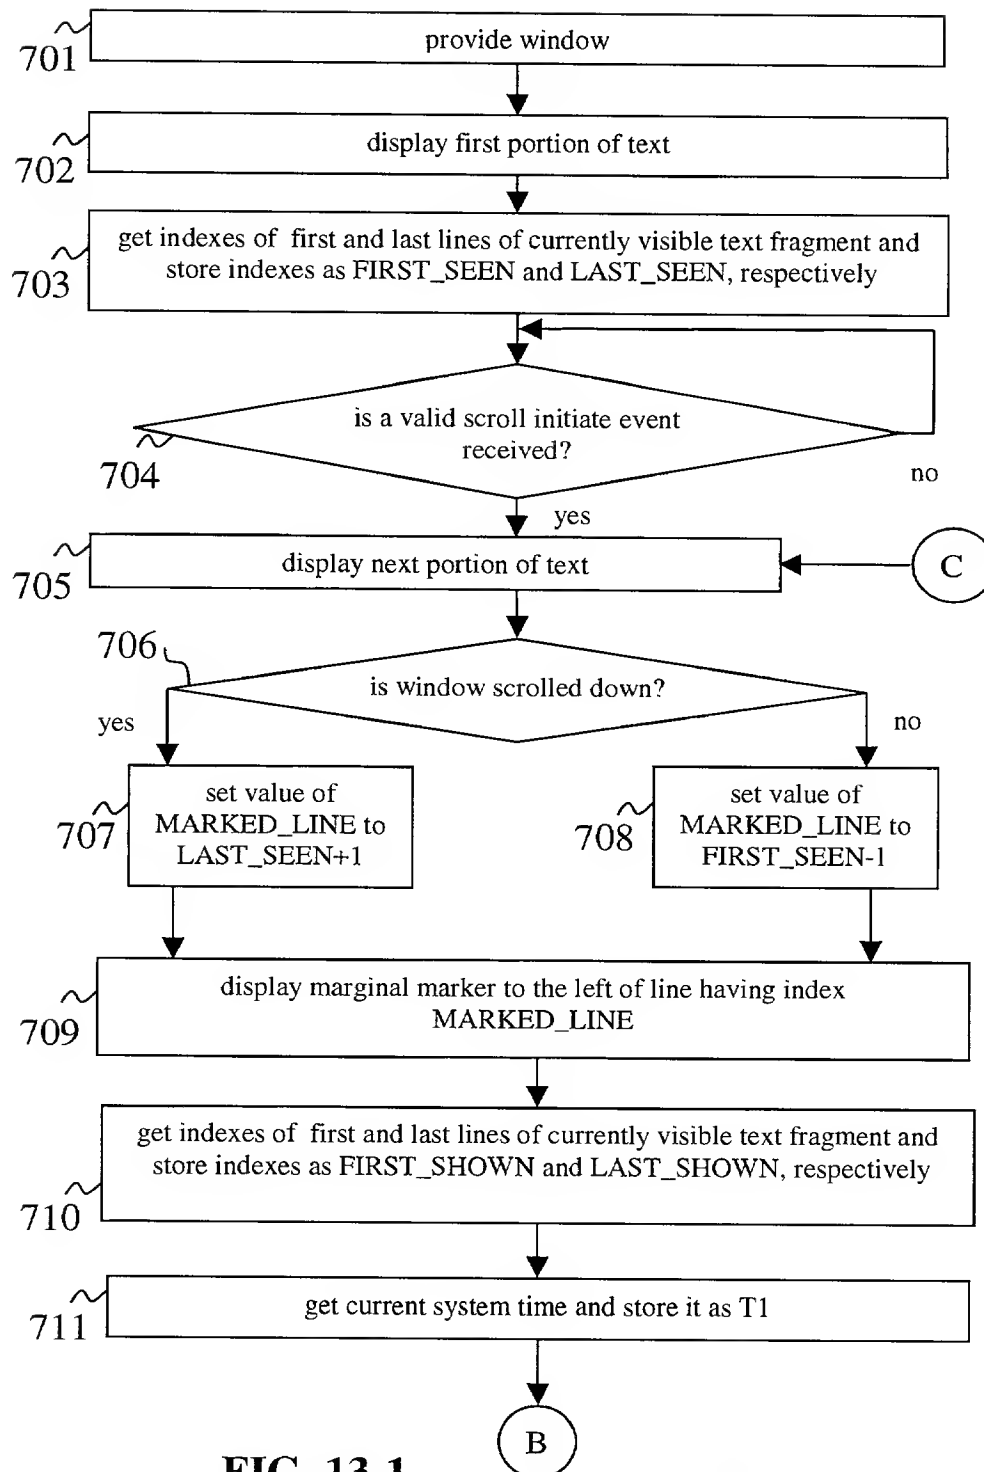 701
provide window
702
display first portion of text
703
get indexes of first and last lines of currently visible text fragment and
store indexes as FIRST_SEEN and LAST_SEEN, respectively
is a valid scroll initiate event
received?
704
no
yes
705
display next portion of text
C
706
is window scrolled down?
yes
no
707
set value of
MARKED_LINE to
LAST_SEEN+1
708
set value of
MARKED_LINE to
FIRST_SEEN-1
709
display marginal marker to the left of line having index
MARKED_LINE
710
get indexes of first and last lines of currently visible text fragment and
store indexes as FIRST_SHOWN and LAST_SHOWN, respectively
711
get current system time and store it as T1
B
FIG. 13-1